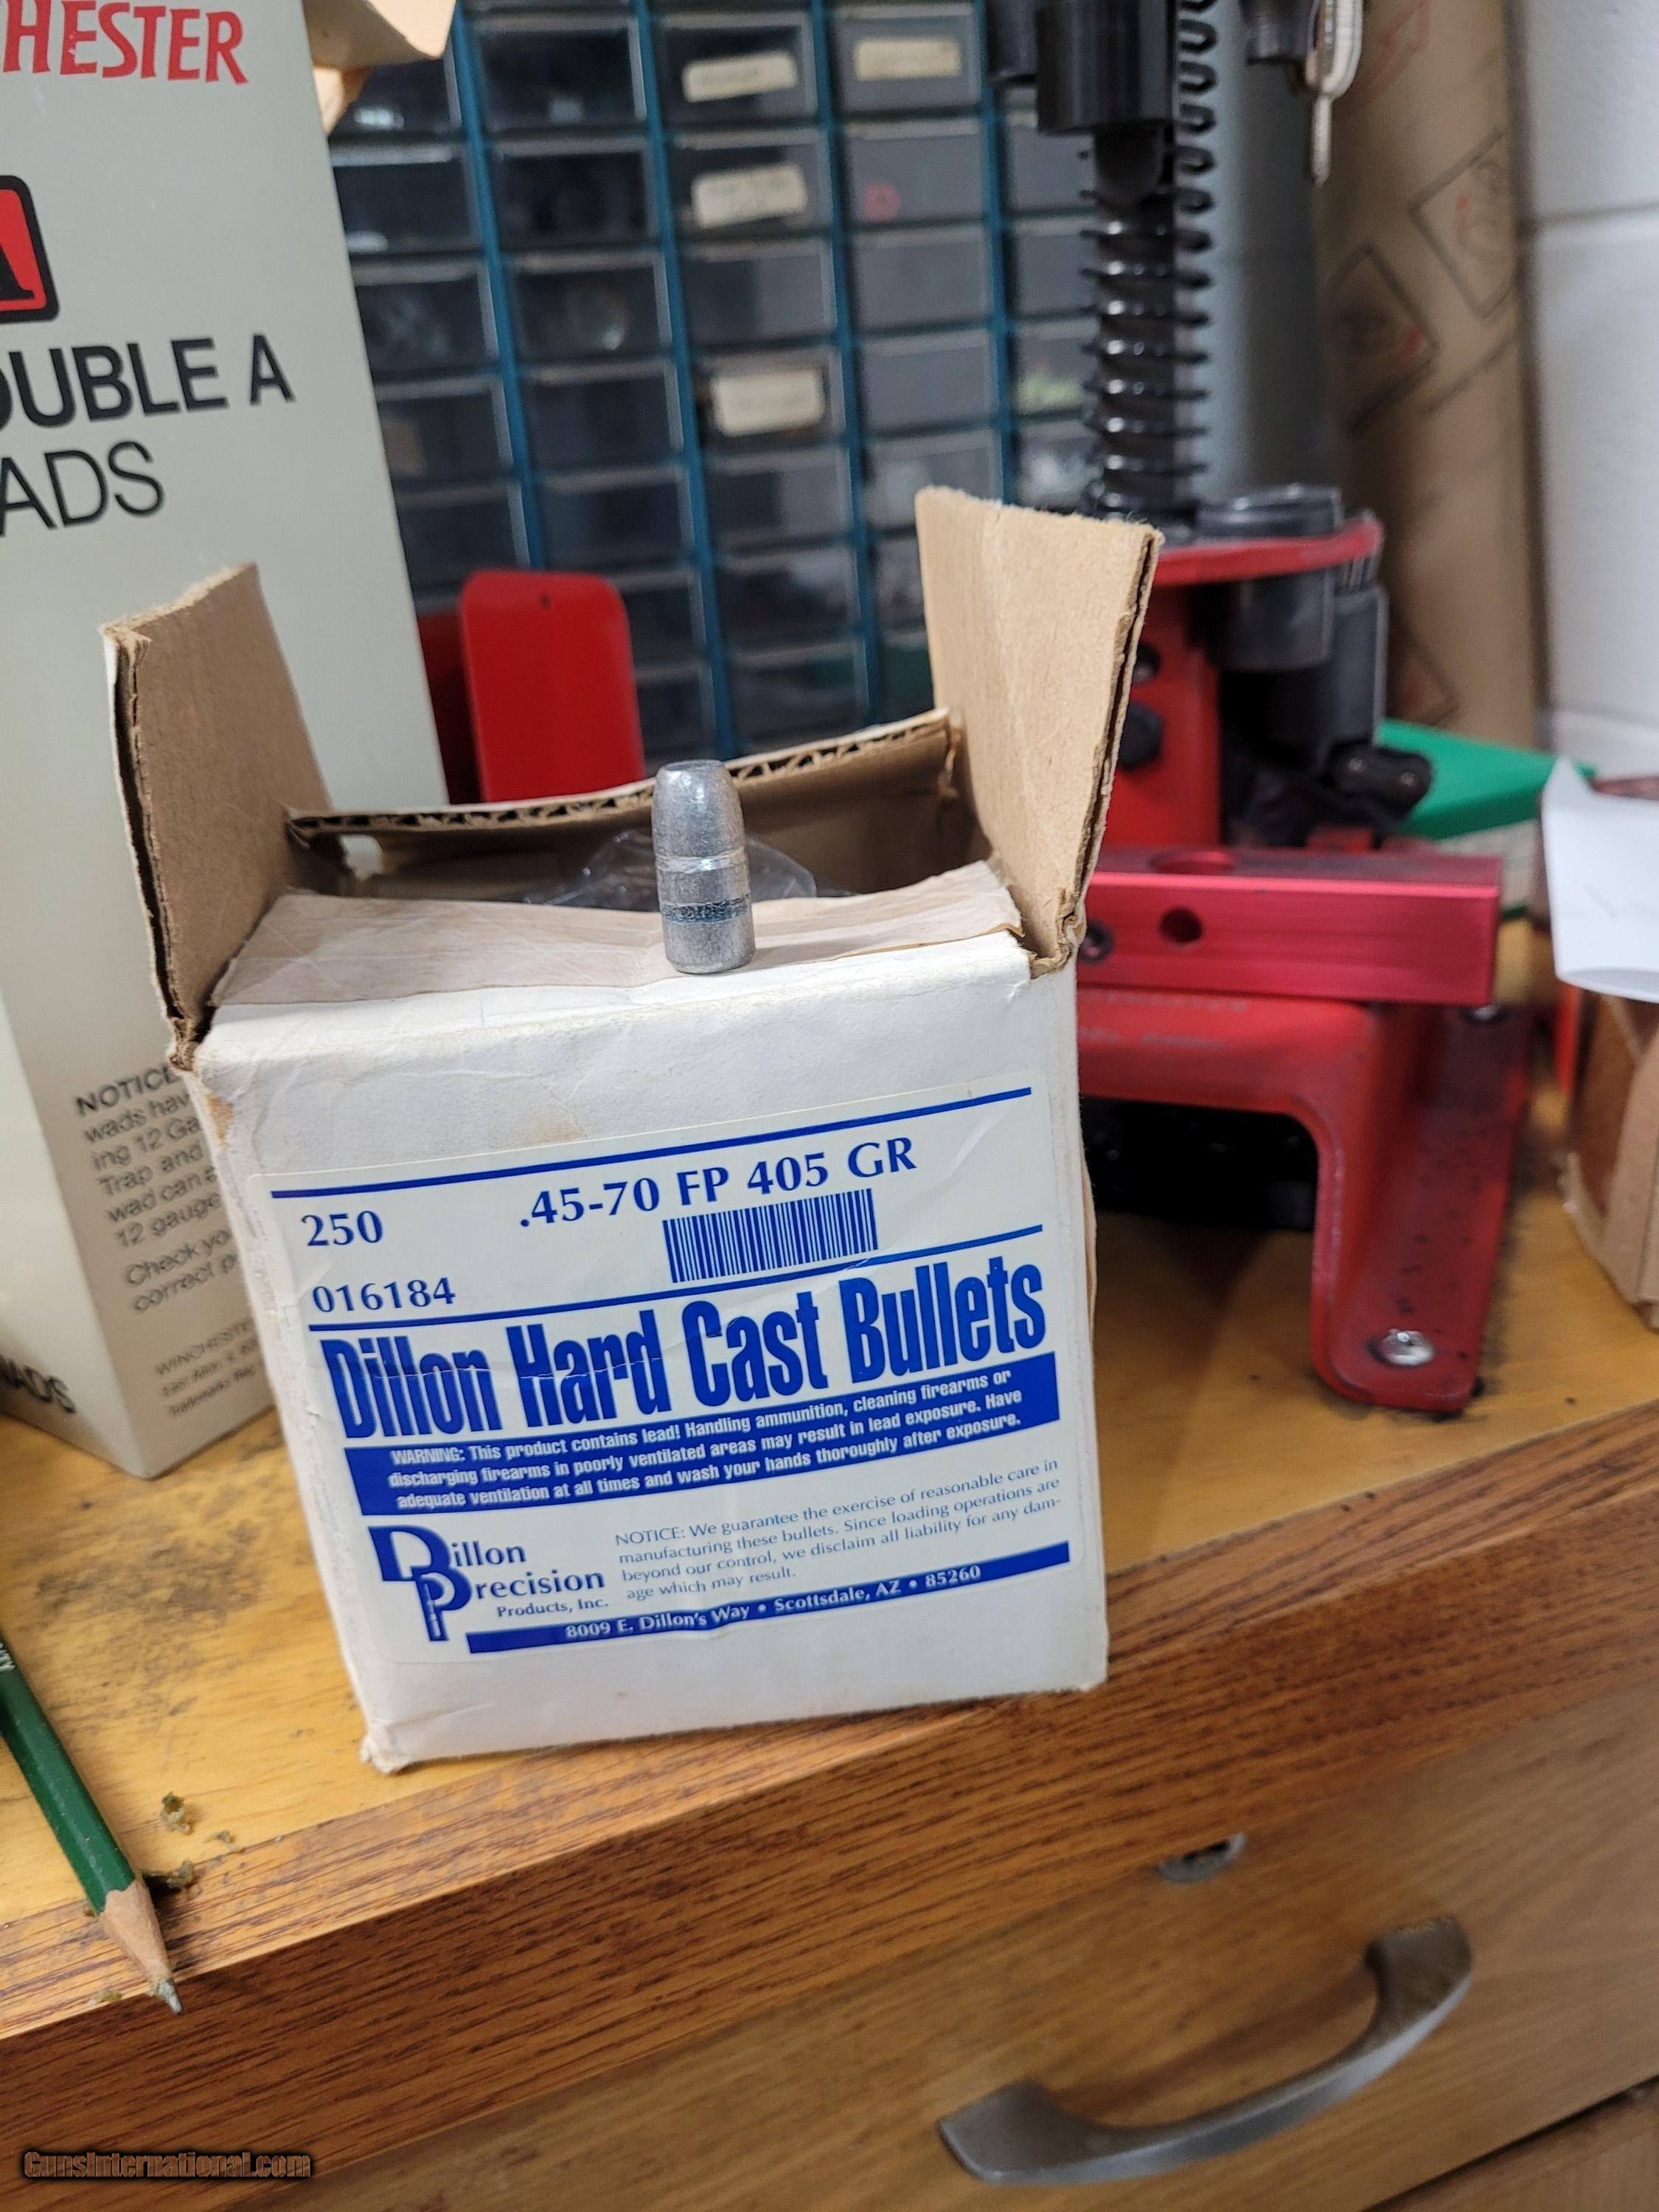 HESTER
OUBLE A
ADS
NOTICE
wads hav
ing 12 Ga
Trap and
wad can
12 gauge
Check yo
correct p
WINCHESTER
WADS
.45-70 FP 405 GR
250
016184
Dillon Hard Cast Bullets
WARNING: This product contains lead! Handling ammunition, cleaning firearms or
discharging firearms in poorly ventilated areas may result in lead exposure. Have
adequate ventilation at all times and wash your hands thoroughly after exposure.
Dillon
Precision
Products, Inc.
NOTICE: We guarantee the exercise of reasonable care in
manufacturing these bullets. Since loading operations are
beyond our control, we disclaim all liability for any dam-
age which may result.
8009 E. Dillon's Way • Scottsdale, AZ • 85260
GunsInternational.com